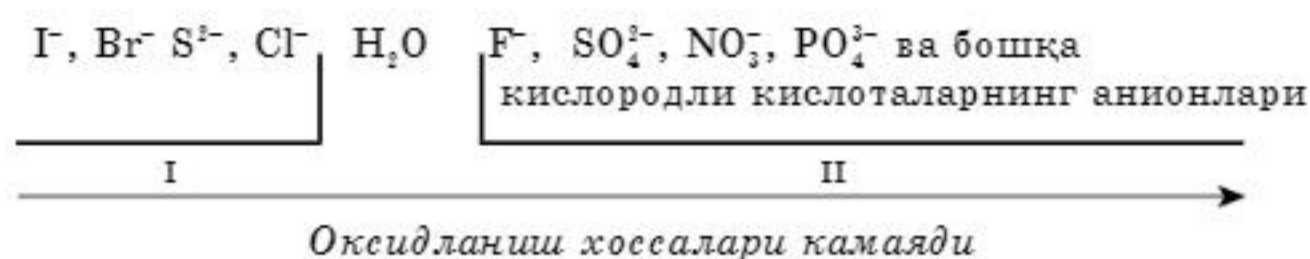 I⁻, Br⁻ S²⁻, Cl⁻, H₂O F⁻, SO₄²⁻, NO₃⁻, PO₄³⁻ ва бошқа
кислородли кислоталарнинг анионлари
I II
Оксидланиш хоссалари камаяди